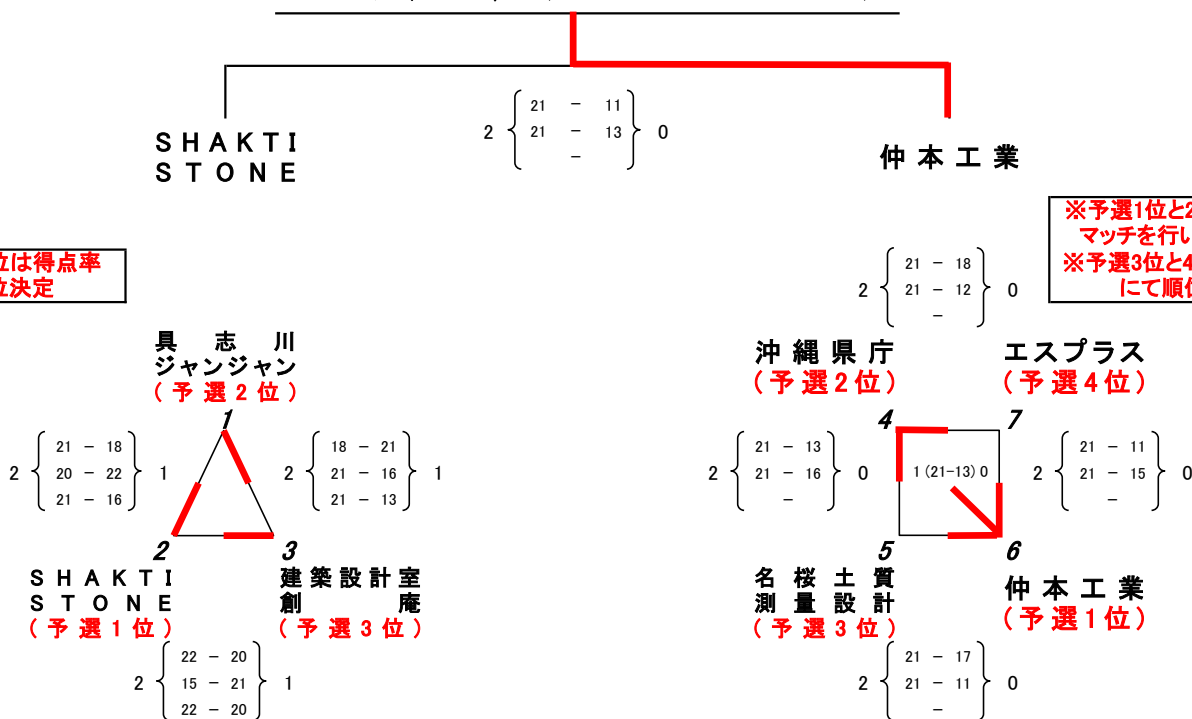 2 21 - 11 0
21 - 13
-
SHAKTI
STONE
仲本工業
※予選1位と2
マッチを行い
※予選3位と4
にて順位
位は得点率
位決定
2 21 - 18 0
21 - 12
-
具志川
ジャンジャン
(予選2位)
沖縄県庁
(予選2位)
エスプラス
(予選4位)
1
4
7
2 21 - 18 1
20 - 22
21 - 16
2 18 - 21 1
21 - 16
21 - 13
2 21 - 13 0
21 - 16
-
1(21-13)0
2 21 - 11 0
21 - 15
-
2
3
5
6
SHAKTI
STONE
(予選1位)
建築設計室
創庵
(予選3位)
名桜土質
測量設計
(予選3位)
仲本工業
(予選1位)
2 22 - 20 1
15 - 21
22 - 20
2 21 - 17 0
21 - 11
-